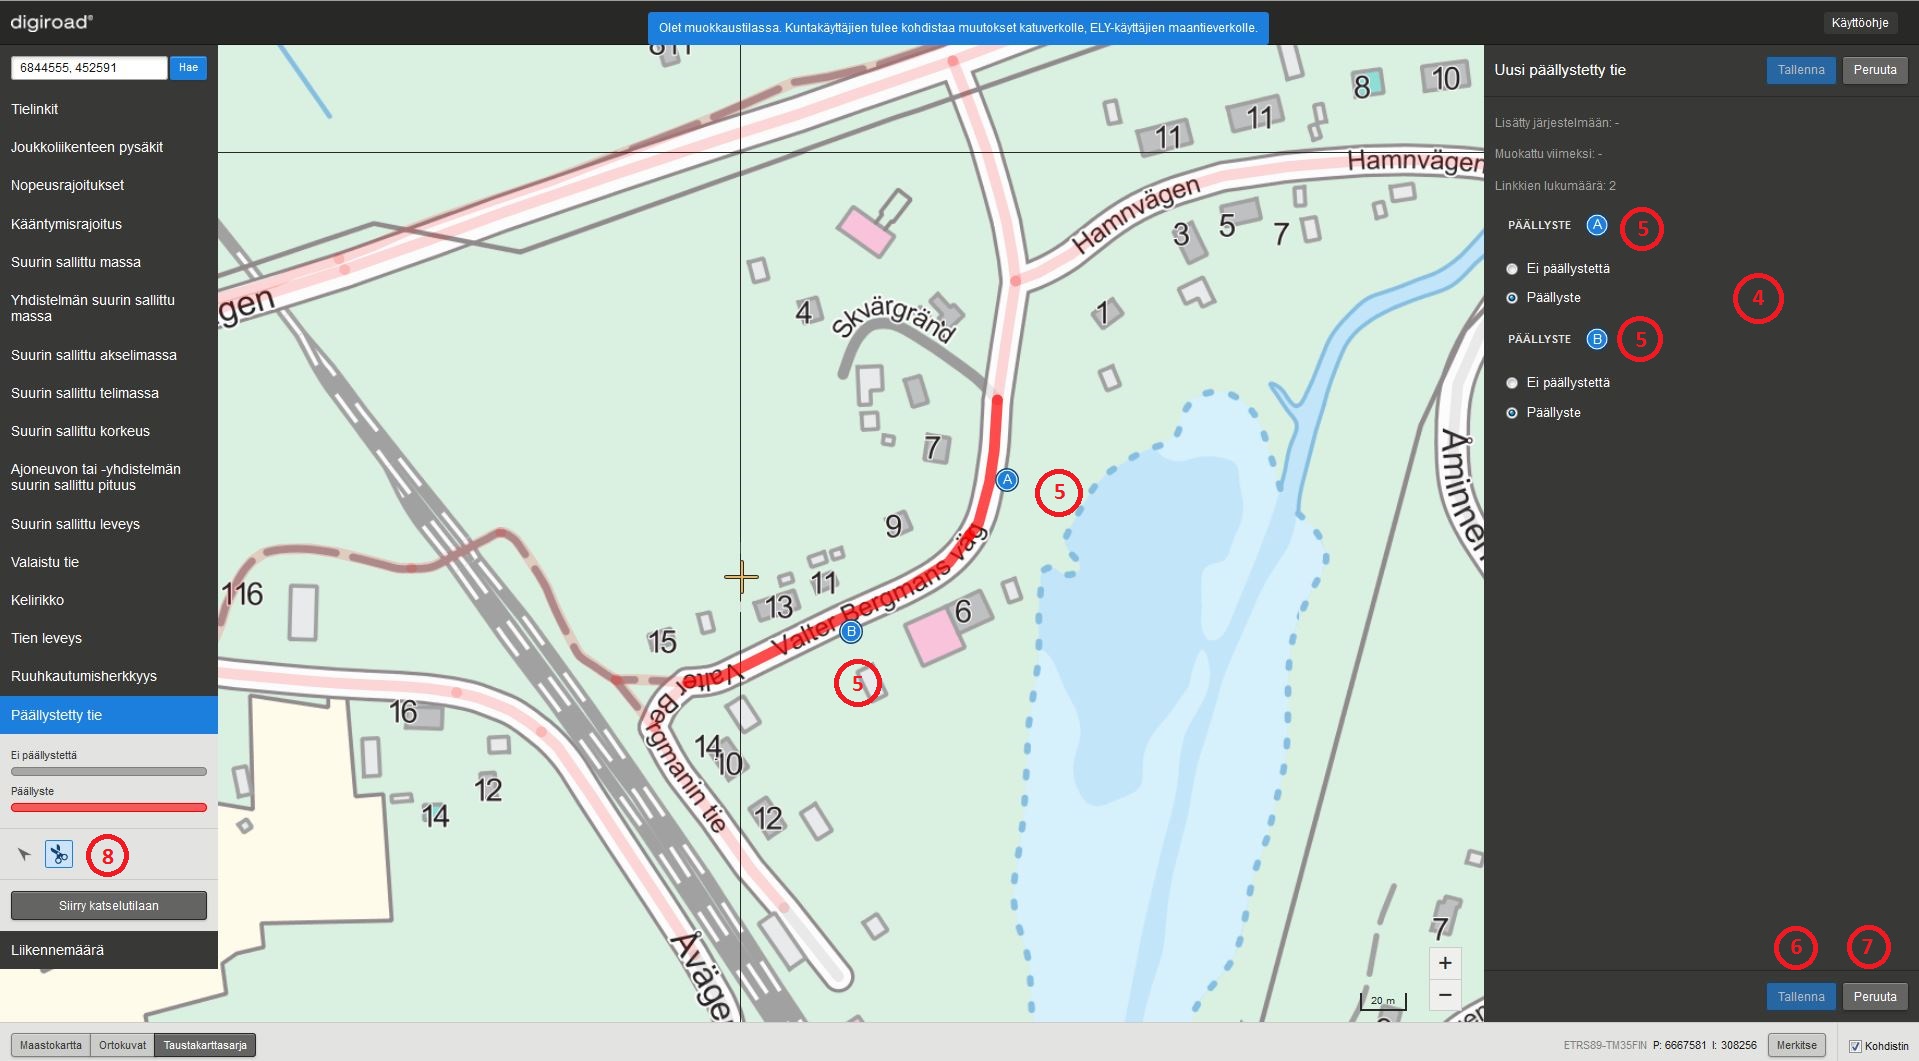 digiroad®
Olet muokkaustilassa. Kuntakäyttäjien tulee kohdistaa muutokset katuverkolle, ELY-käyttäjien maantieverkolle.
Käyttöohje
6844555, 452591
Hae
Tielinkit
Joukkoliikenteen pysäkit
Nopeusrajoitukset
Kääntymisrajoitus
Suurin sallittu massa
Yhdistelmän suurin sallittu
massa
Suurin sallittu akselimassa
Suurin sallittu telimassa
Suurin sallittu korkeus
Ajoneuvon tai -yhdistelmän
suurin sallittu pituus
Suurin sallittu leveys
Valaistu tie
Kelirikko
Tien leveys
Ruuhkautumisherkkyys
Päällystetty tie
Ei päällystettä
Päällyste
8
Siirry katselutilaan
Liikennemäärä
8
10
11
11
Hamnvägen
Hamnvägen
3
5
7
gen
4
1
Skvärgränd
7
A
5
9
Åminnen
116
11
13
6
15
Valter Bergmans väg
B
5
Valter Bergmanin tie
16
14
10
12
14
12
Åvägen
7
+
−
20 m
Uusi päällystetty tie
Tallenna
Peruuta
Lisätty järjestelmään: -
Muokattu viimeksi: -
Linkkien lukumäärä: 2
PÄÄLLYSTE A 5
Ei päällystettä
Päällyste
4
PÄÄLLYSTE B 5
Ei päällystettä
Päällyste
6
7
Tallenna
Peruuta
Maastokartta
Ortokuvat
Taustakarttasarja
ETRS89-TM35FIN P: 6667581 I: 308256
Merkitse
Kohdistin